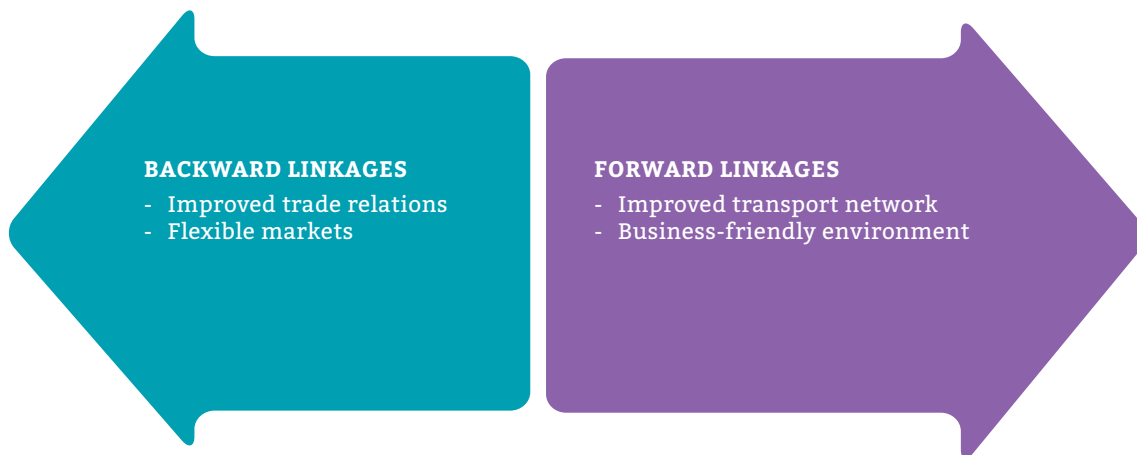 BACKWARD LINKAGES
- Improved trade relations
- Flexible markets
FORWARD LINKAGES
- Improved transport network
- Business-friendly environment